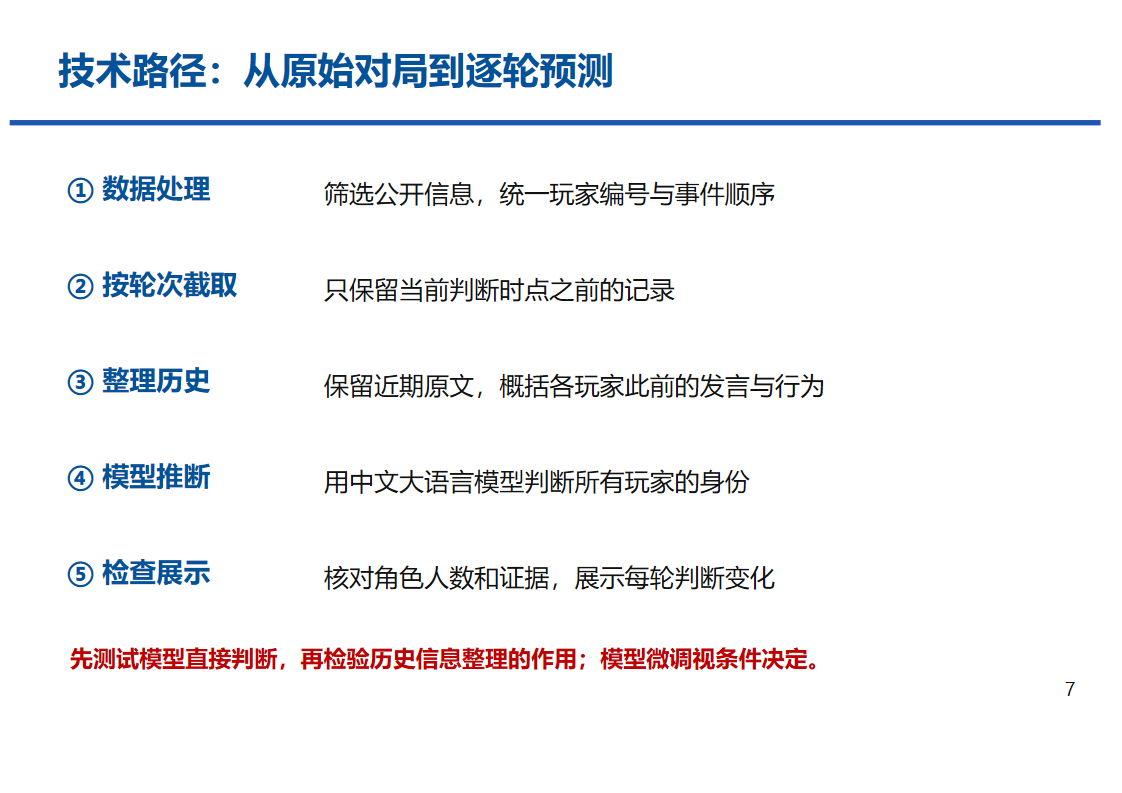 技术路径：从原始对局到逐轮预测
① 数据处理 筛选公开信息，统一玩家编号与事件顺序
② 按轮次截取 只保留当前判断时点之前的记录
③ 整理历史 保留近期原文，概括各玩家此前的发言与行为
④ 模型推断 用中文大语言模型判断所有玩家的身份
⑤ 检查展示 核对角色人数和证据，展示每轮判断变化
先测试模型直接判断，再检验历史信息整理的作用；模型微调视条件决定。
7